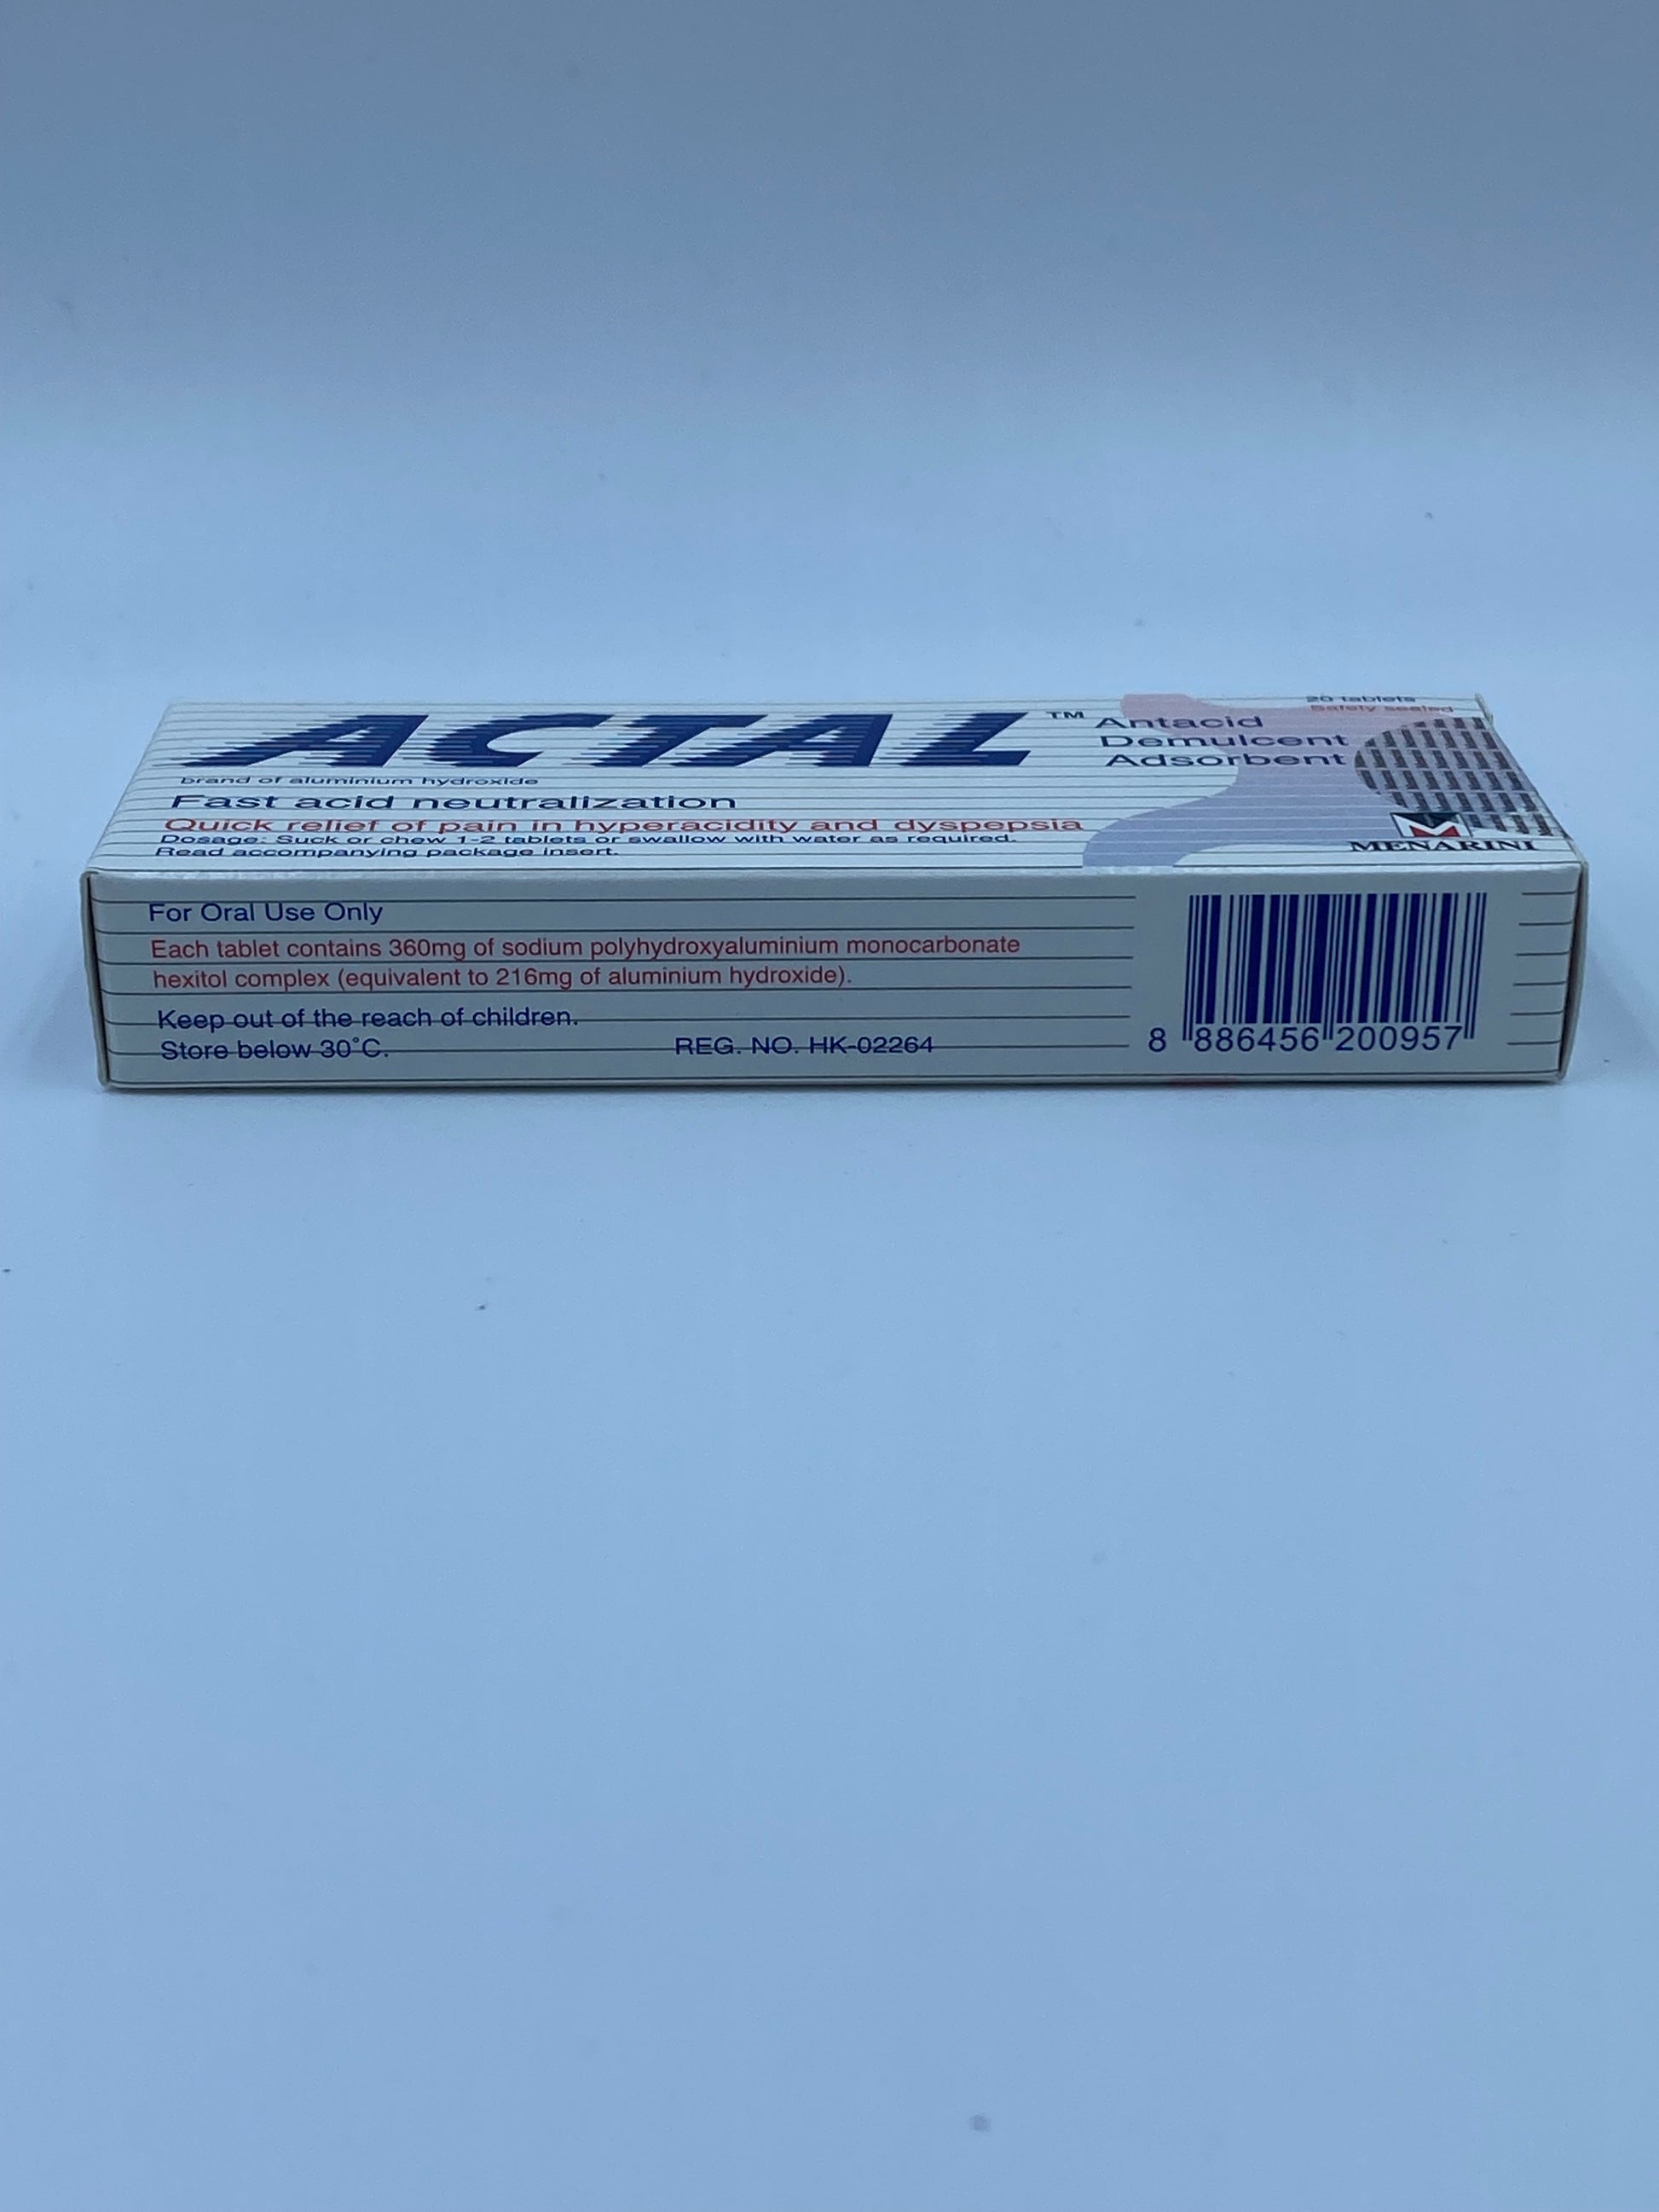 20 tablets
Safety sealed
ACTAL™
Antacid
Demulcent
Adsorbent
brand of aluminium hydroxide
Fast acid neutralization
Quick relief of pain in hyperacidity and dyspepsia
Dosage: Suck or chew 1-2 tablets or swallow with water as required.
Read accompanying package insert.
MENARINI
For Oral Use Only
Each tablet contains 360mg of sodium polyhydroxyaluminium monocarbonate
hexitol complex (equivalent to 216mg of aluminium hydroxide).
Keep out of the reach of children.
Store below 30°C.
REG. NO. HK-02264
8 886456 200957